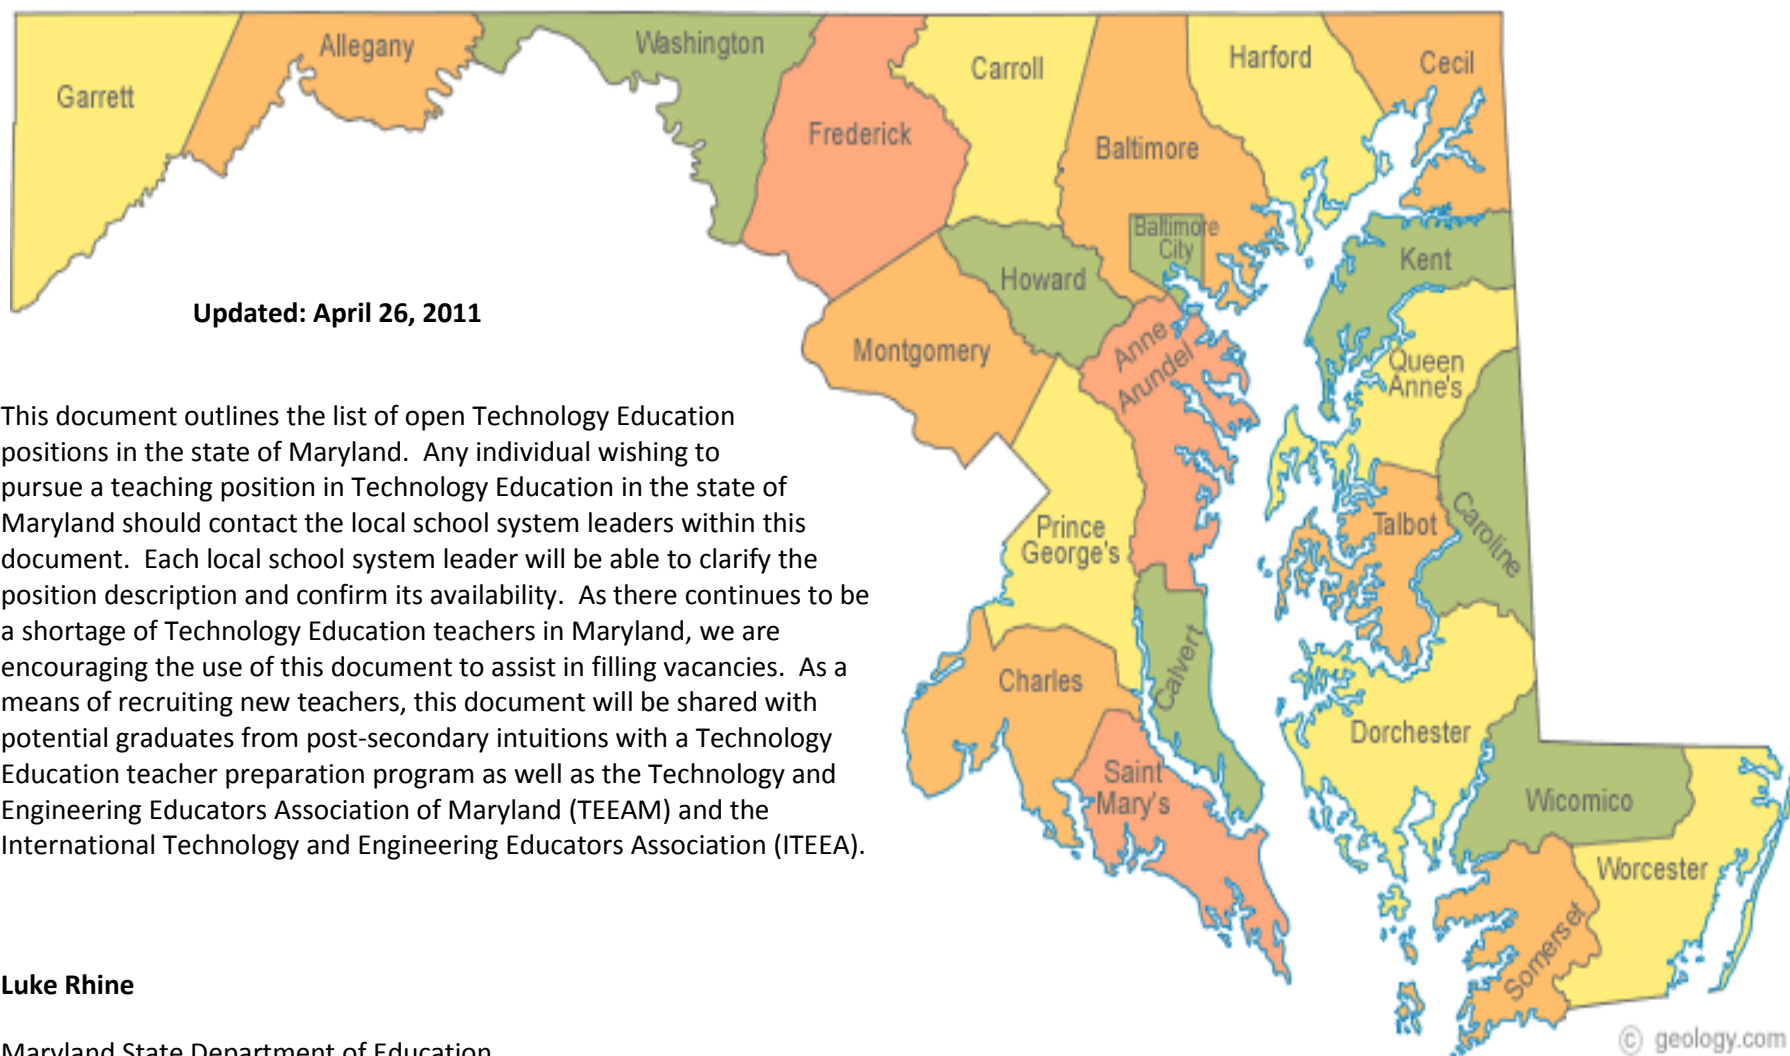 Garrett
Allegany
Washington
Frederick
Carroll
Baltimore
Harford
Cecil
Baltimore
City
Howard
Kent
Montgomery
Anne
Arundel
Queen
Anne's
Prince
George's
Talbot
Caroline
Charles
Calvert
Saint
Mary's
Dorchester
Wicomico
Worcester
Somerset
Updated: April 26, 2011
This document outlines the list of open Technology Education
positions in the state of Maryland.  Any individual wishing to
pursue a teaching position in Technology Education in the state of
Maryland should contact the local school system leaders within this
document.  Each local school system leader will be able to clarify the
position description and confirm its availability.  As there continues to be
a shortage of Technology Education teachers in Maryland, we are
encouraging the use of this document to assist in filling vacancies.  As a
means of recruiting new teachers, this document will be shared with
potential graduates from post-secondary intuitions with a Technology
Education teacher preparation program as well as the Technology and
Engineering Educators Association of Maryland (TEEAM) and the
International Technology and Engineering Educators Association (ITEEA).
Luke Rhine
Maryland State Department of Education
© geology.com